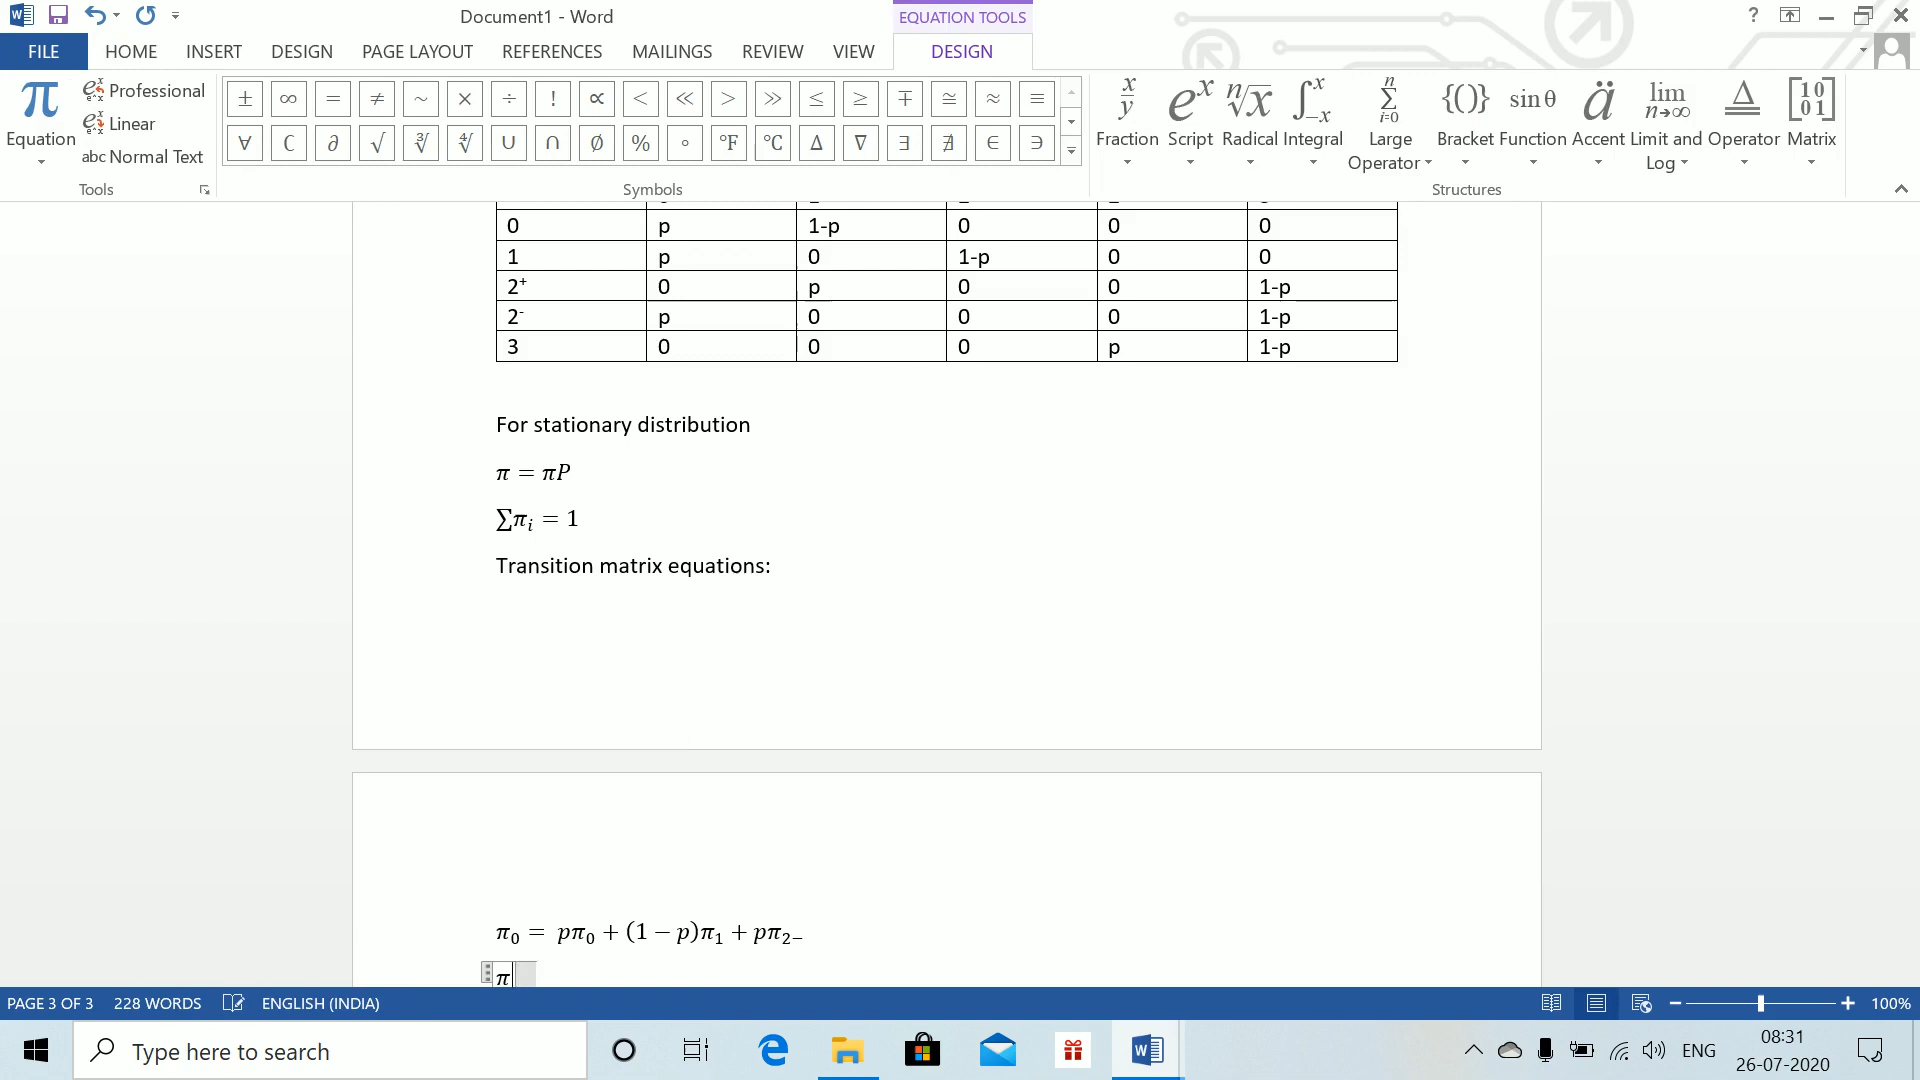 Document1 - Word
EQUATION TOOLS
?
FILE HOME INSERT DESIGN PAGE LAYOUT REFERENCES MAILINGS REVIEW VIEW DESIGN
π Equation
Professional
Linear
abc Normal Text
Tools
± ∞ = ≠ ~ × ÷ ! ∝ < ≪ > ≫ ≤ ≥ ∓ ≅ ≈ ≡
∀ ∁ ∂ √ ∛ ∜ ∪ ∩ ∅ % ° °F °C ∆ ∇ ∃ ∄ ∈ ∋
Symbols
Fraction Script Radical Integral Large Operator Bracket Function Accent Limit and Log Operator Matrix
Structures
0 p 1-p 0 0 0
1 p 0 1-p 0 0
2⁺ 0 p 0 0 1-p
2⁻ p 0 0 0 1-p
3 0 0 0 p 1-p
For stationary distribution
π = πP
∑πᵢ = 1
Transition matrix equations:
π₀ = pπ₀ + (1 − p)π₁ + pπ₂₋
π
PAGE 3 OF 3 228 WORDS ENGLISH (INDIA) 100%
Type here to search
ENG
08:31
26-07-2020